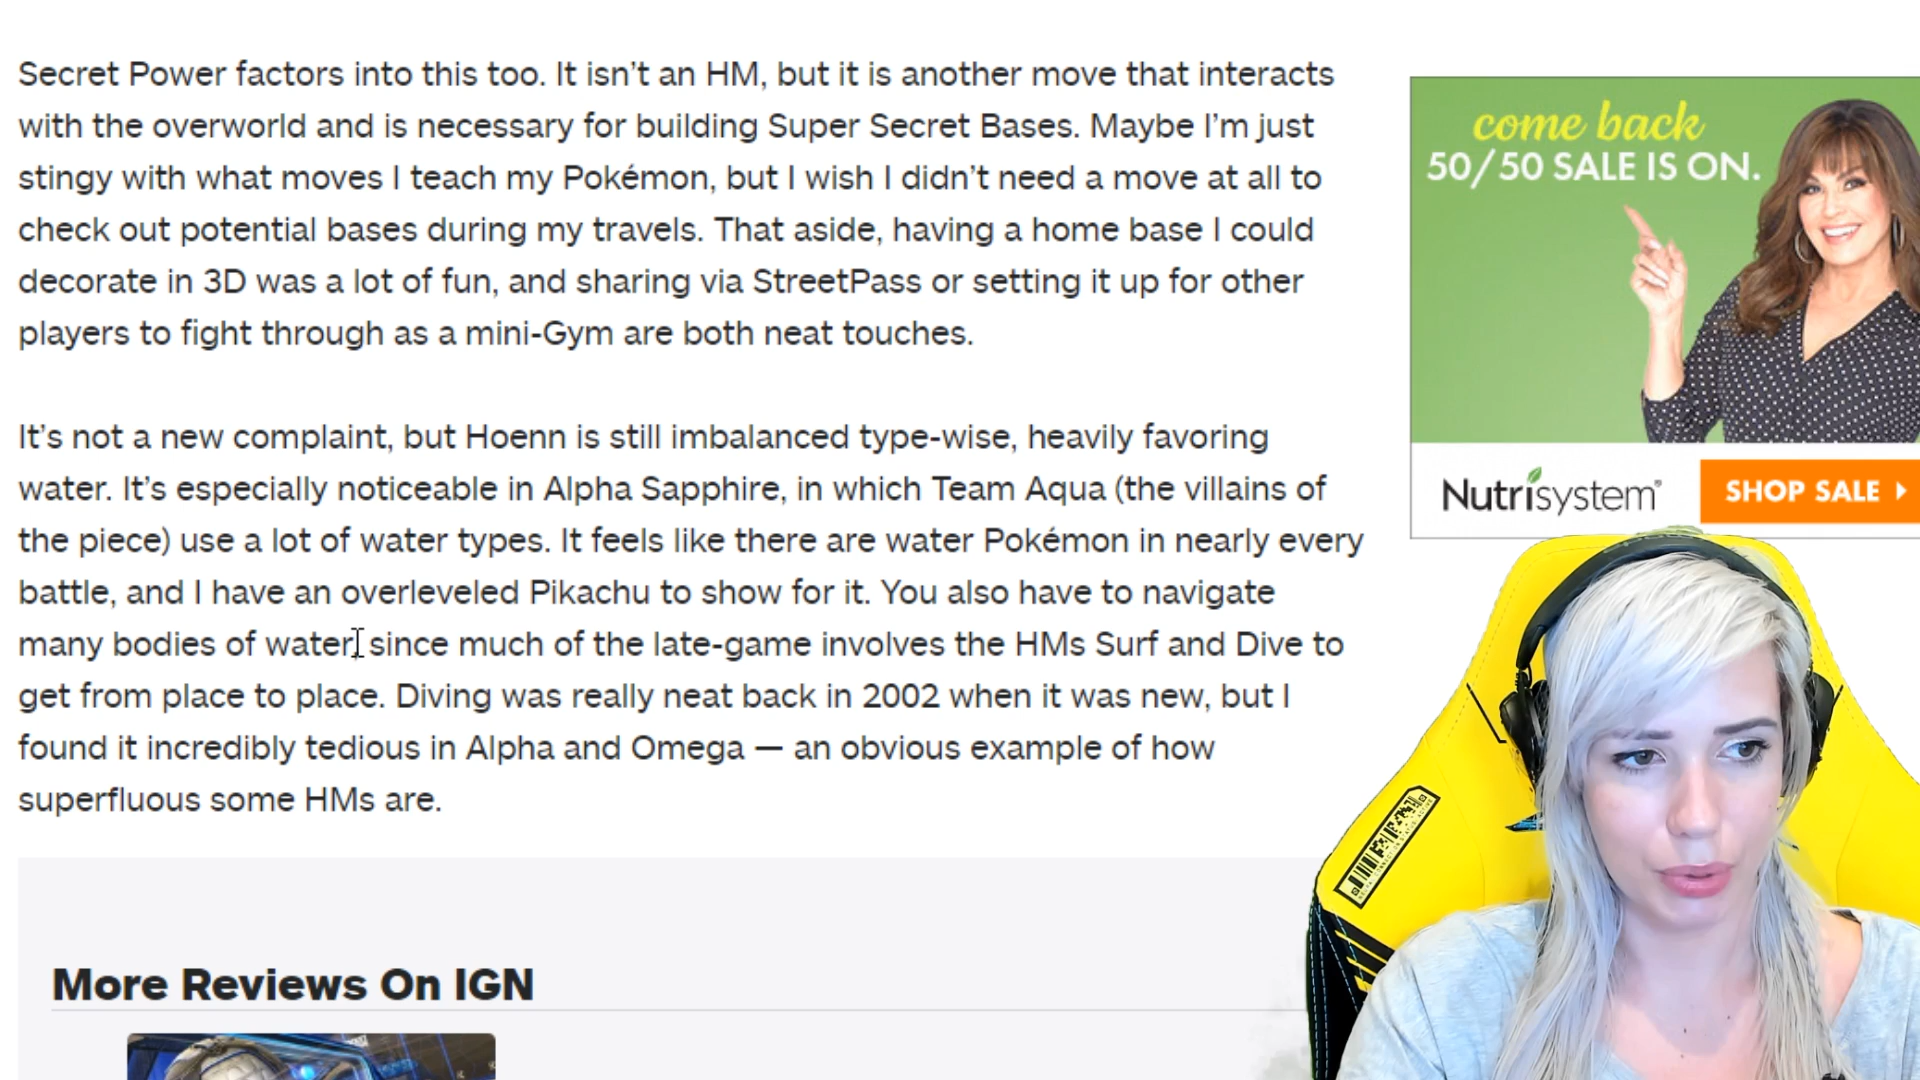 Secret Power factors into this too. It isn’t an HM, but it is another move that interacts
with the overworld and is necessary for building Super Secret Bases. Maybe I’m just
stingy with what moves I teach my Pokémon, but I wish I didn’t need a move at all to
check out potential bases during my travels. That aside, having a home base I could
decorate in 3D was a lot of fun, and sharing via StreetPass or setting it up for other
players to fight through as a mini-Gym are both neat touches.
It’s not a new complaint, but Hoenn is still imbalanced type-wise, heavily favoring
water. It’s especially noticeable in Alpha Sapphire, in which Team Aqua (the villains of
the piece) use a lot of water types. It feels like there are water Pokémon in nearly every
battle, and I have an overleveled Pikachu to show for it. You also have to navigate
many bodies of water, since much of the late-game involves the HMs Surf and Dive to
get from place to place. Diving was really neat back in 2002 when it was new, but I
found it incredibly tedious in Alpha and Omega — an obvious example of how
superfluous some HMs are.
More Reviews On IGN
come back
50/50 SALE IS ON.
Nutrisystem®
SHOP SALE